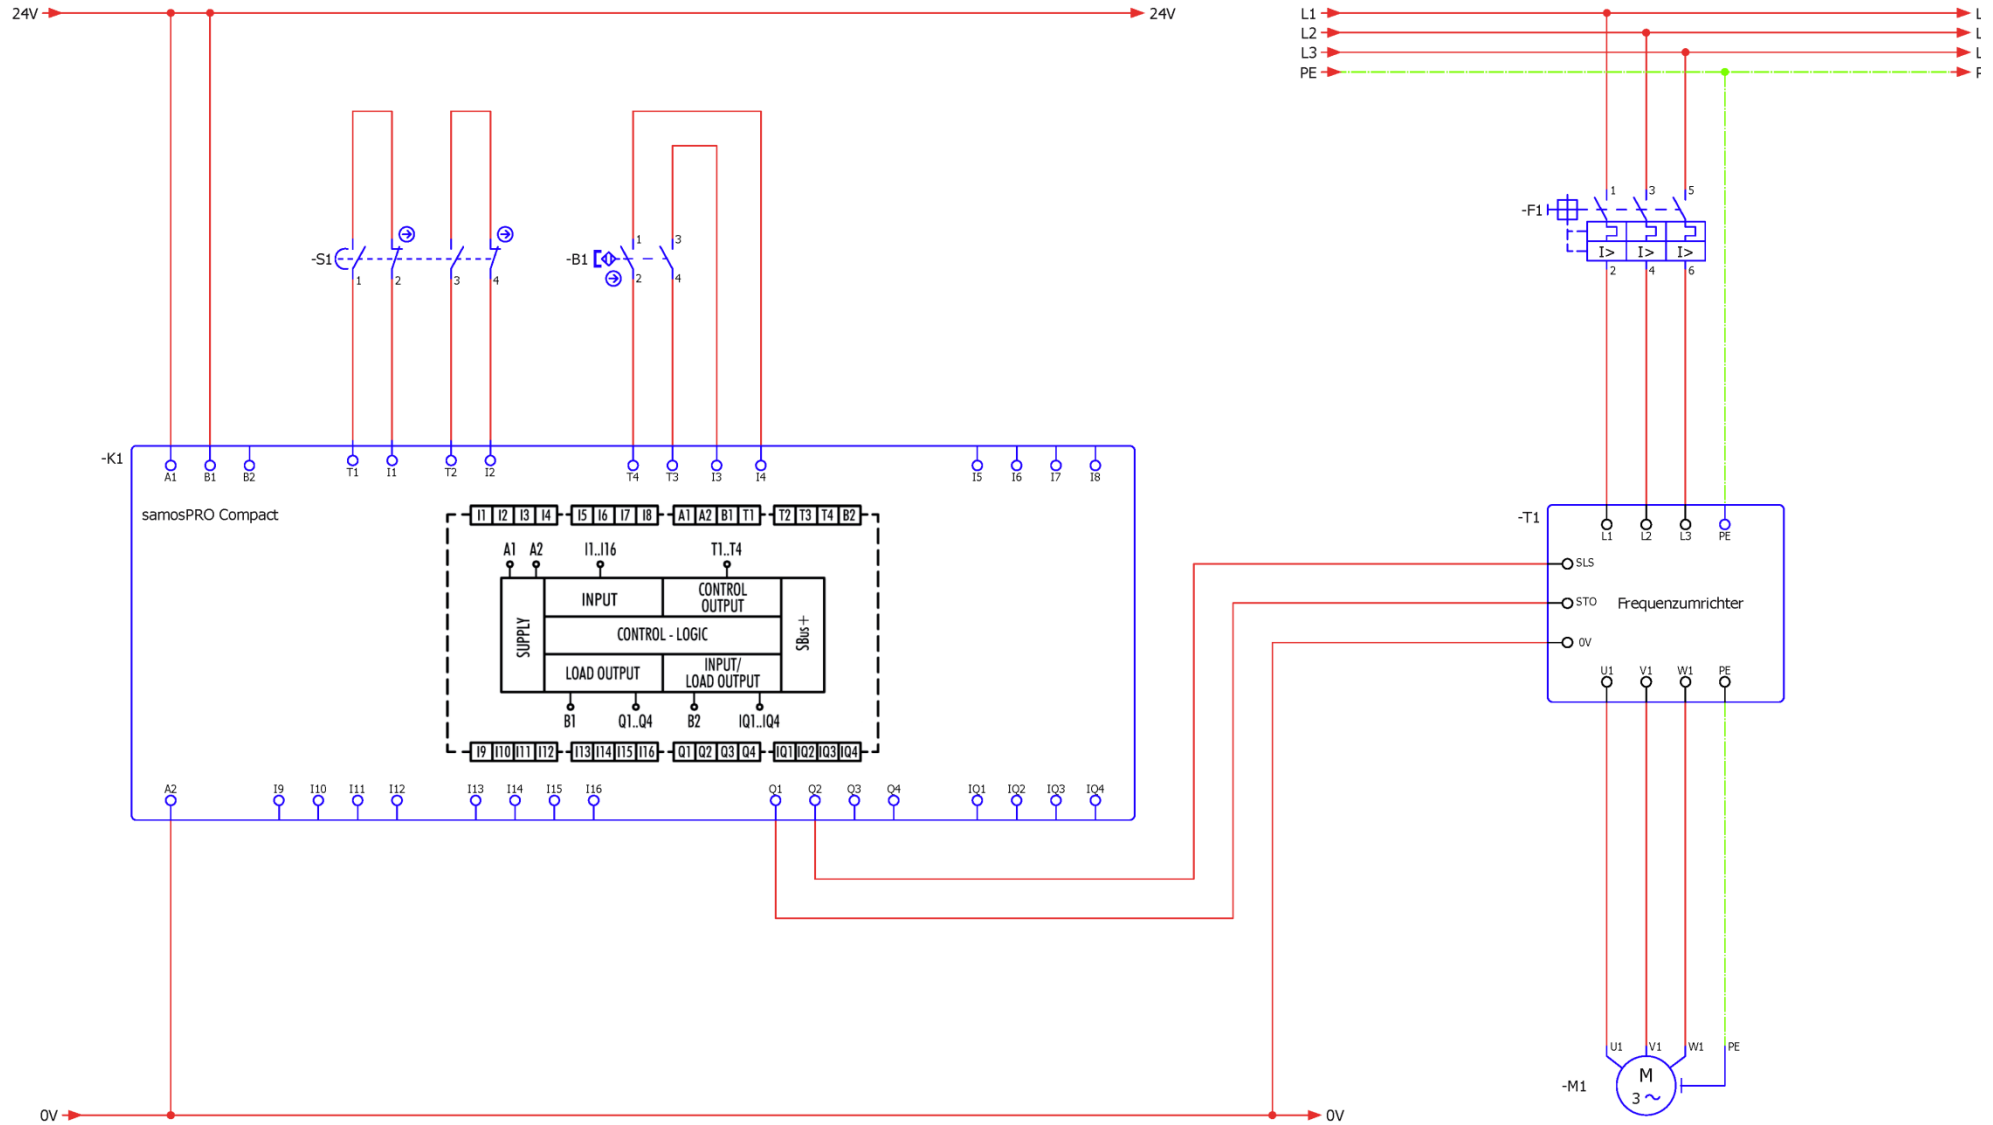 24V 24V L1 L
L2 L
L3 L
PE F
1 3 5
-F1
I> I> I>
2 4 6
-S1
1 2 3 4
-B1
1 3
2 4
-K1
A1 B1 B2 T1 I1 T2 I2 T4 T3 I3 I4 I5 I6 I7 I8
samosPRO Compact
I1 I2 I3 I4 I5 I6 I7 I8 A1 A2 B1 T1 T2 T3 T4 B2
A1 A2 I1..I16 T1..T4
SUPPLY
INPUT
CONTROL
OUTPUT
CONTROL - LOGIC
SBus+
LOAD OUTPUT
INPUT/
LOAD OUTPUT
B1 Q1..Q4 B2 IQ1..IQ4
I9 I10 I11 I12 I13 I14 I15 I16 Q1 Q2 Q3 Q4 IQ1 IQ2 IQ3 IQ4
A2 I9 I10 I11 I12 I13 I14 I15 I16 Q1 Q2 Q3 Q4 IQ1 IQ2 IQ3 IQ4
-T1
L1 L2 L3 PE
SLS
STO Frequenzumrichter
0V
U1 V1 W1 PE
U1 V1 W1 PE
-M1
M
3 ~
0V 0V